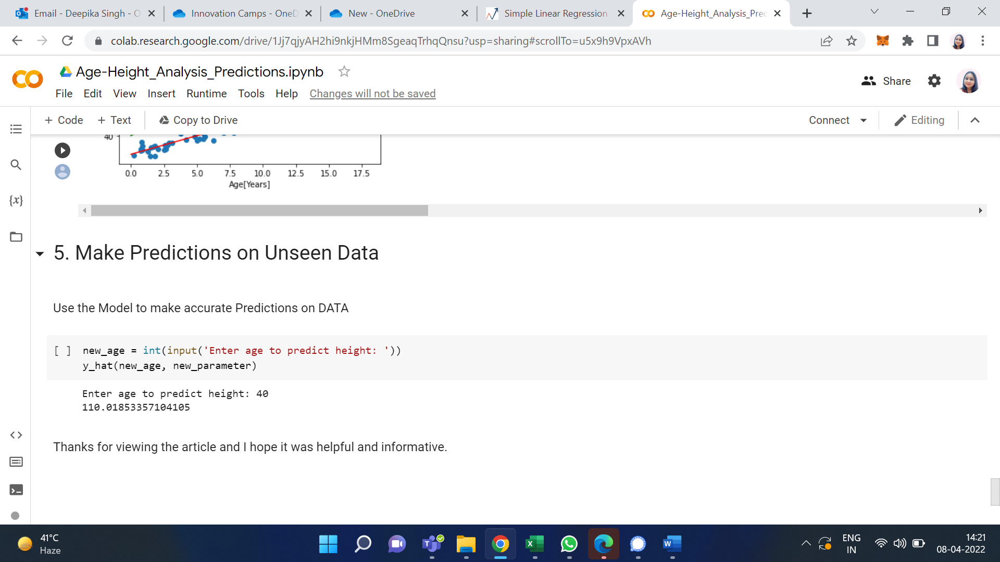 Email - Deepika Singh - O
Innovation Camps - OneD
New - OneDrive
Simple Linear Regression
Age-Height_Analysis_Prec
colab.research.google.com/drive/1Jj7qjyAH2hi9nkjHMm8SgeaqTrhqQnsu?usp=sharing#scrollTo=u5x9h9VpxAVh
Age-Height_Analysis_Predictions.ipynb
Share
File Edit View Insert Runtime Tools Help Changes will not be saved
+ Code + Text Copy to Drive Connect Editing
40
0.0 2.5 5.0 7.5 10.0 12.5 15.0 17.5
Age[Years]
{x}
5. Make Predictions on Unseen Data
Use the Model to make accurate Predictions on DATA
[ ] new_age = int(input('Enter age to predict height: '))
y_hat(new_age, new_parameter)
Enter age to predict height: 40
110.01853357104105
Thanks for viewing the article and I hope it was helpful and informative.
41°C
Haze
ENG
IN
14:21
08-04-2022